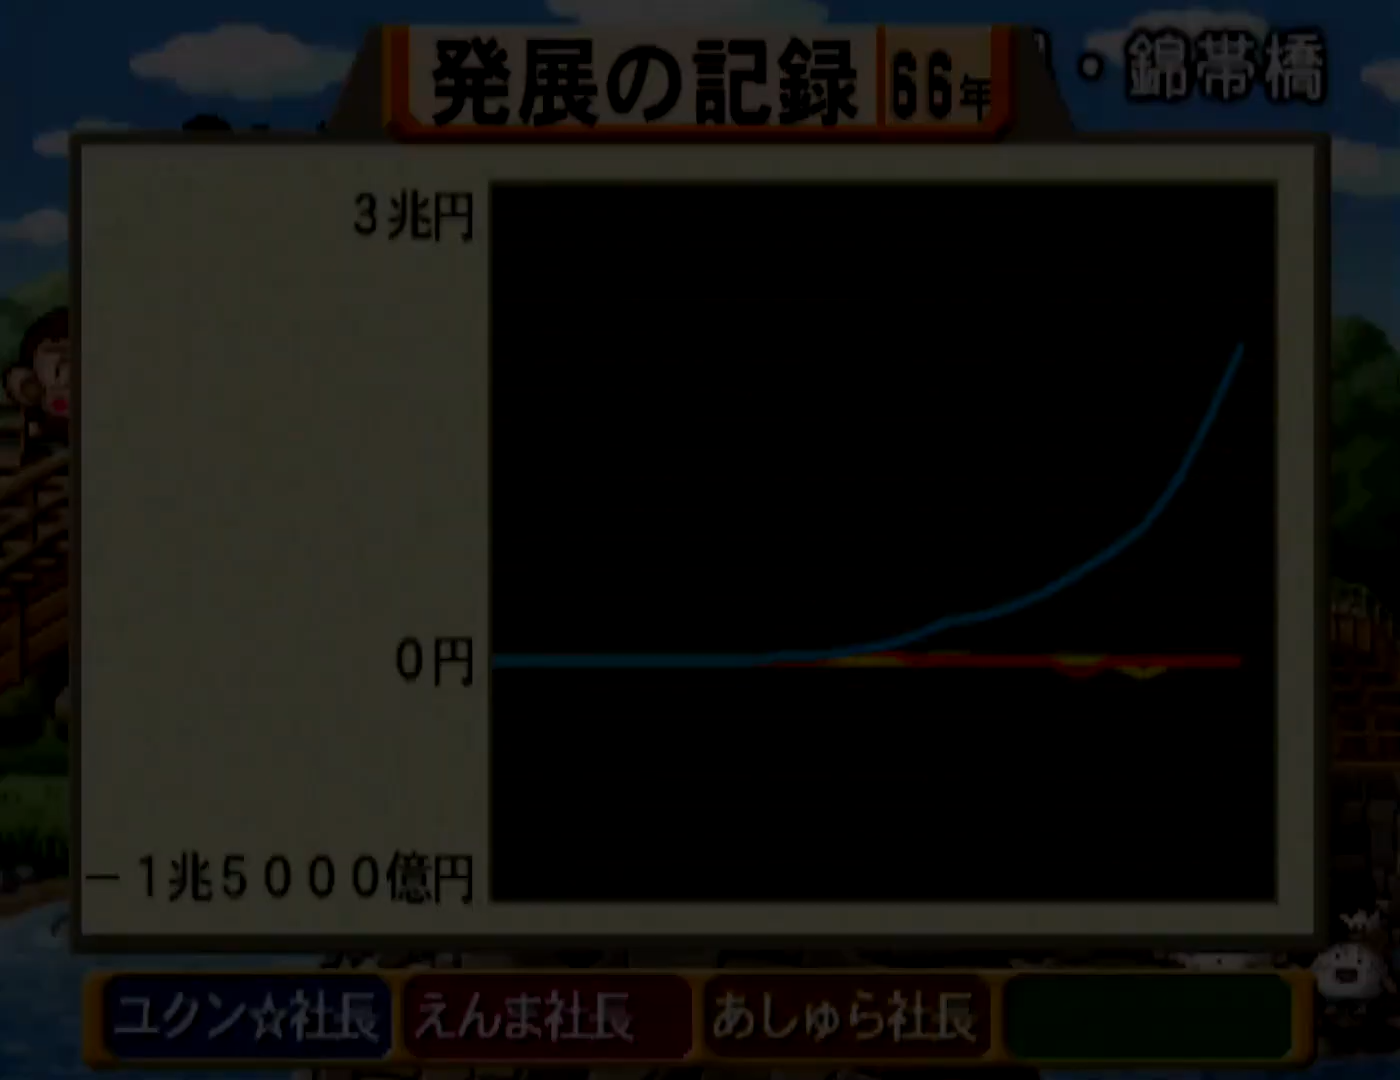 発展の記録 66年
・錦帯橋
3兆円
0円
－1兆5000億円
ユクン☆社長 えんま社長 あしゅら社長